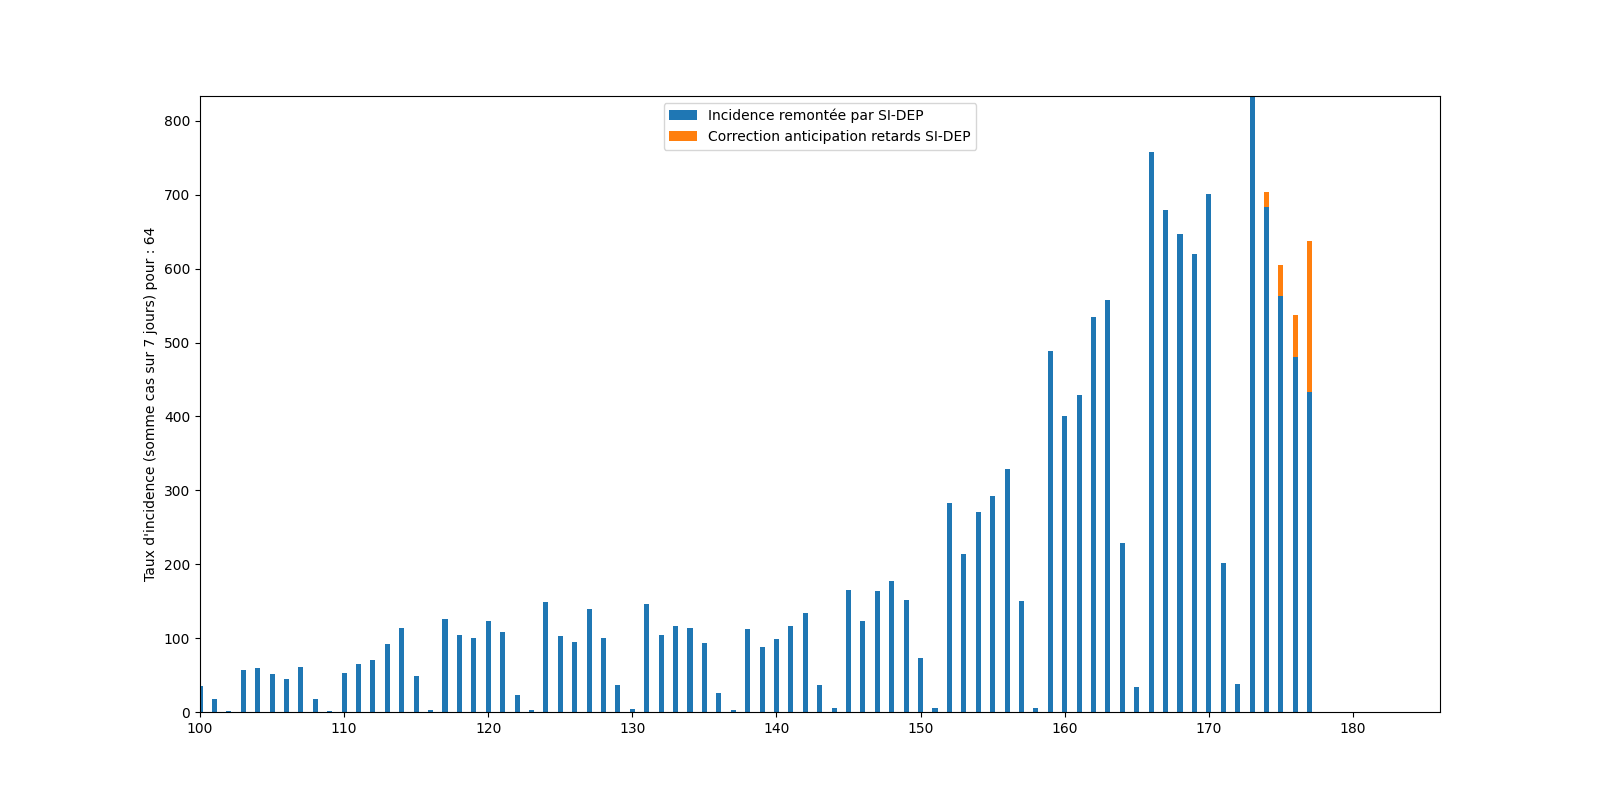 Incidence remontée par SI-DEP
Correction anticipation retards SI-DEP
Taux d'incidence (somme cas sur 7 jours) pour : 64
800
700
600
500
400
300
200
100
0
100 110 120 130 140 150 160 170 180